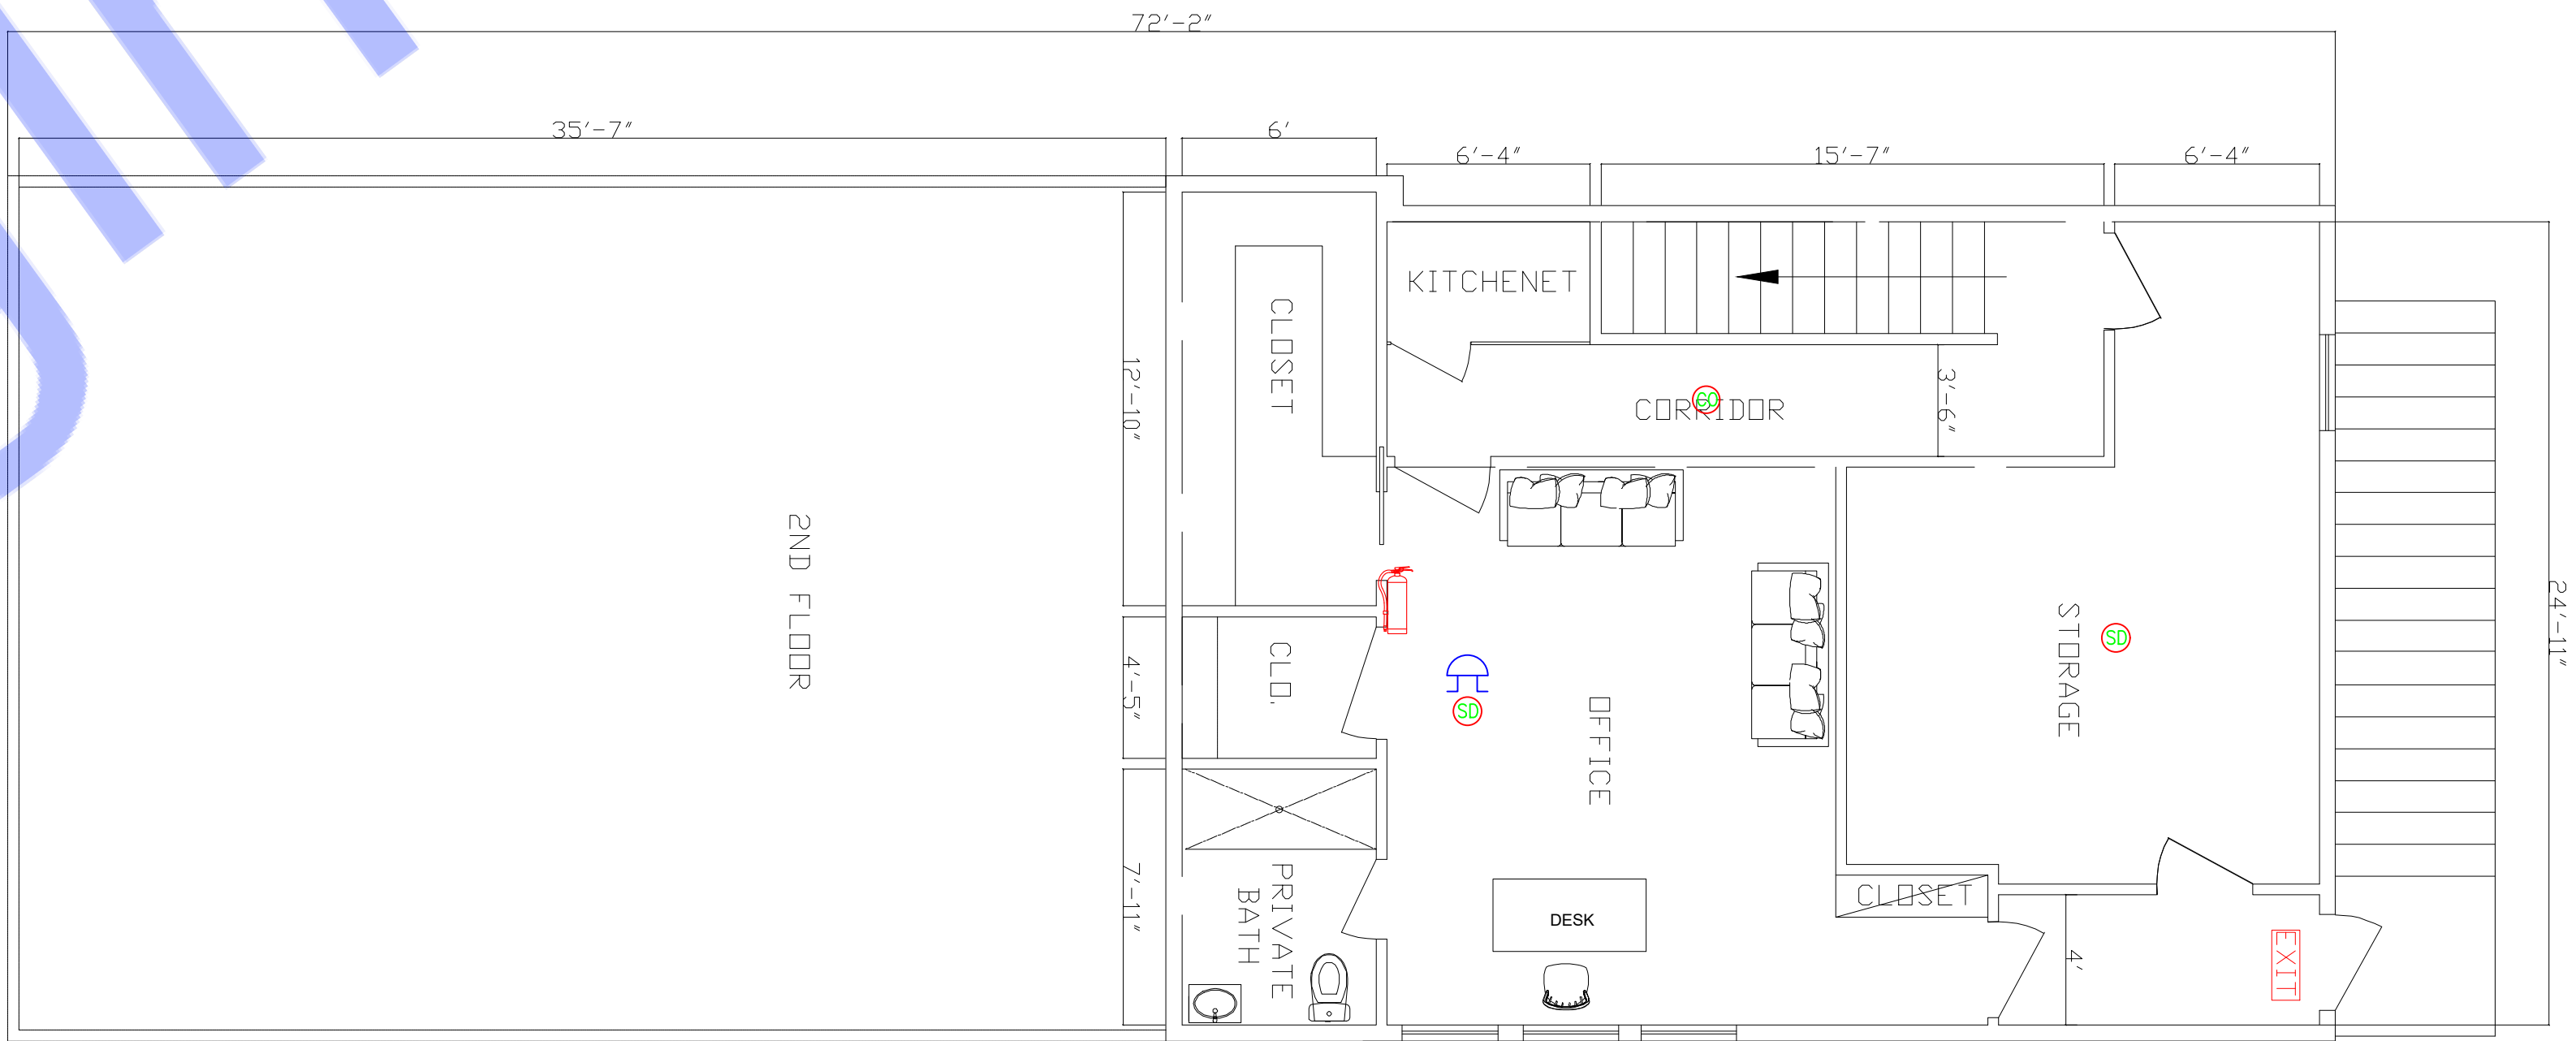 72'-2"
35'-7"
6'
6'-4"
15'-7"
6'-4"
KITCHENET
CLOSET
12'-10"
CORRIDOR
CO
3'-6"
2ND FLOOR
24'-11"
STORAGE
SD
CLO.
4'-5"
SD
OFFICE
PRIVATE
BATH
7'-11"
CLOSET
DESK
4'
EXIT